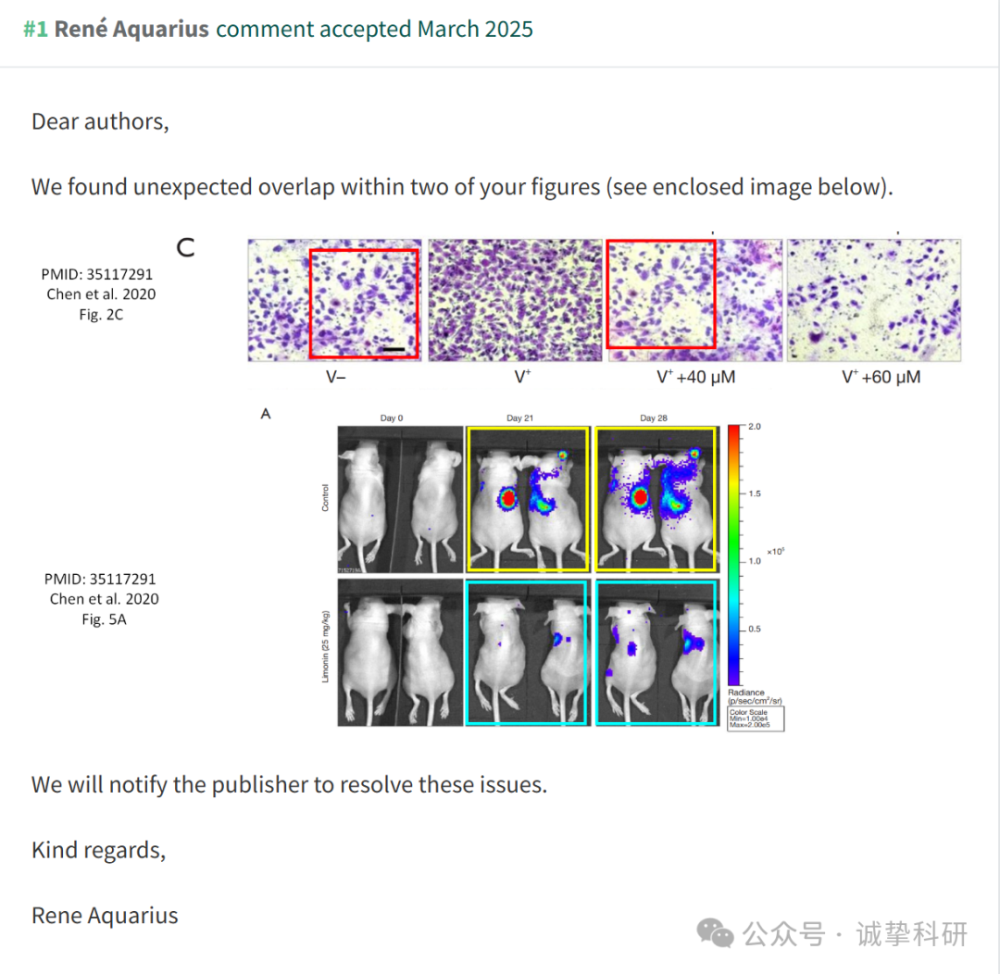 #1 René Aquarius comment accepted March 2025
Dear authors,
We found unexpected overlap within two of your figures (see enclosed image below).
C
PMID: 35117291
Chen et al. 2020
Fig. 2C
V–
V⁺
V⁺ +40 μM
V⁺ +60 μM
A
Day 0
Day 21
Day 28
Control
Limonin (25 mg/kg)
PMID: 35117291
Chen et al. 2020
Fig. 5A
2.0
1.5
1.0
×10⁵
0.5
Radiance
(p/sec/cm²/sr)
Color Scale
Min=1.00e4
Max=2.00e5
We will notify the publisher to resolve these issues.
Kind regards,
Rene Aquarius
公众号 · 诚挚科研